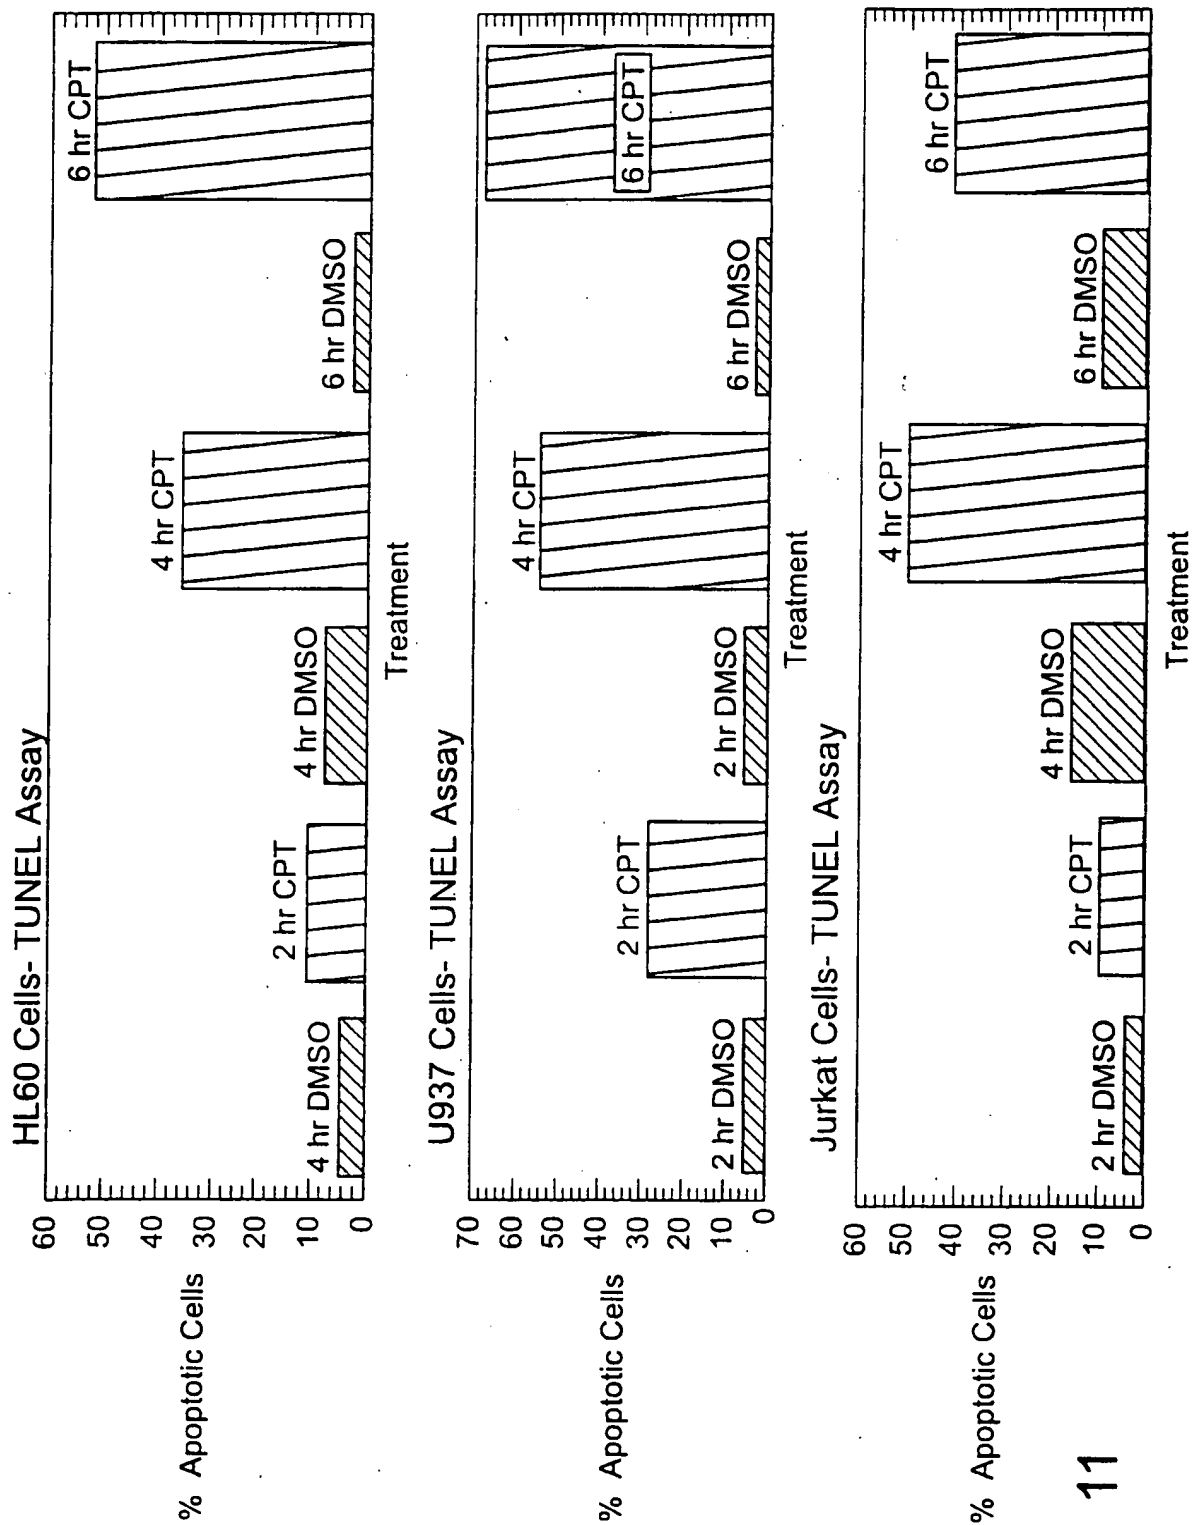 HL60 Cells- TUNEL Assay
% Apoptotic Cells
60
50
40
30
20
10
0
4 hr DMSO
2 hr CPT
4 hr DMSO
4 hr CPT
6 hr DMSO
6 hr CPT
Treatment
U937 Cells- TUNEL Assay
% Apoptotic Cells
70
60
50
40
30
20
10
0
2 hr DMSO
2 hr CPT
2 hr DMSO
4 hr CPT
6 hr DMSO
6 hr CPT
Treatment
Jurkat Cells- TUNEL Assay
% Apoptotic Cells
60
50
40
30
20
10
0
2 hr DMSO
2 hr CPT
4 hr DMSO
4 hr CPT
6 hr DMSO
6 hr CPT
Treatment
11